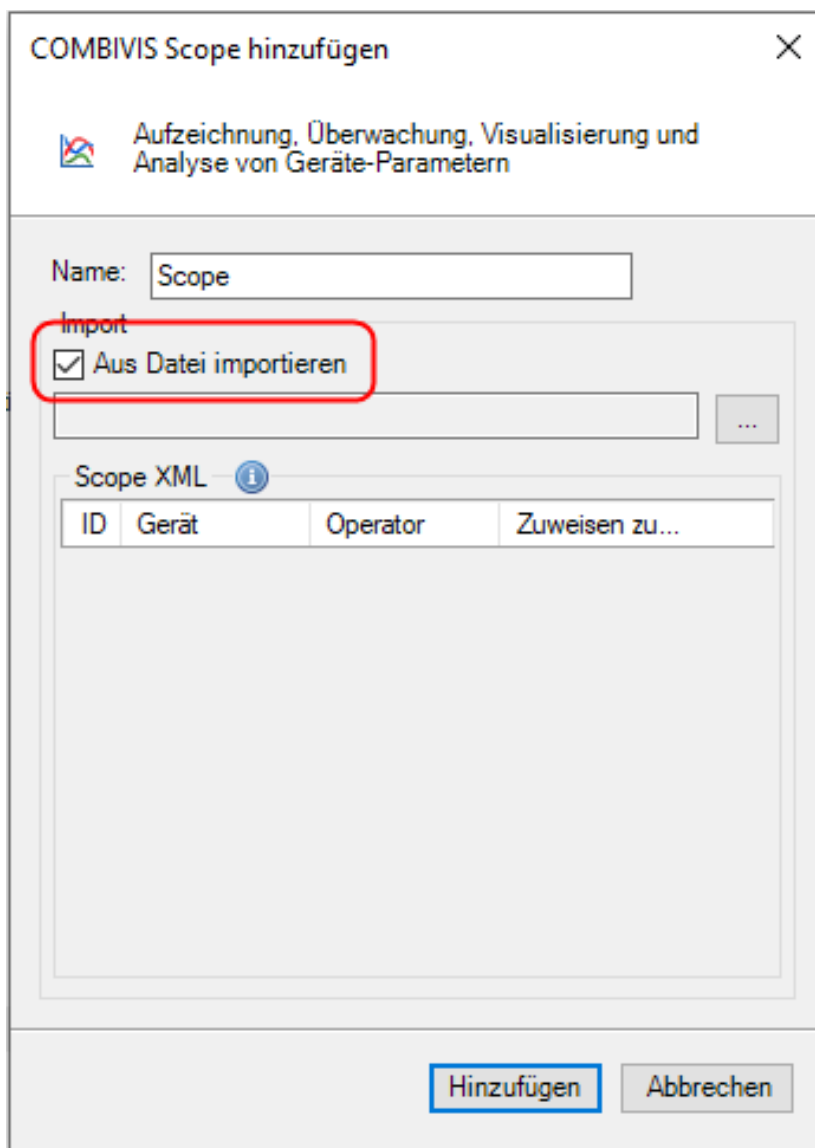 COMBIVIS Scope hinzufügen
Aufzeichnung, Überwachung, Visualisierung und
Analyse von Geräte-Parametern
Name: Scope
Import
Aus Datei importieren
...
Scope XML
ID Gerät Operator Zuweisen zu...
Hinzufügen Abbrechen